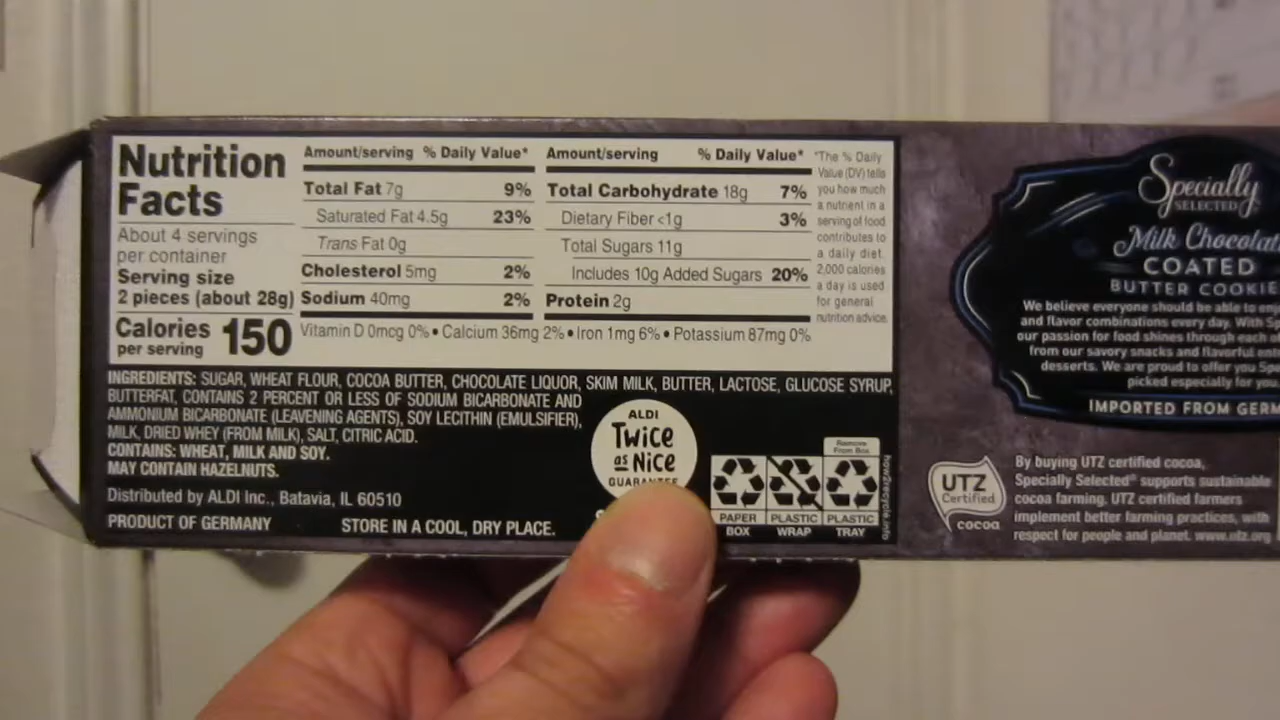 Nutrition
Facts
About 4 servings
per container
Serving size
2 pieces (about 28g)
Calories
per serving 150
Amount/serving % Daily Value*
Total Fat 7g 9%
Saturated Fat 4.5g 23%
Trans Fat 0g
Cholesterol 5mg 2%
Sodium 40mg 2%
Amount/serving % Daily Value*
Total Carbohydrate 18g 7%
Dietary Fiber <1g 3%
Total Sugars 11g
Includes 10g Added Sugars 20%
Protein 2g
Vitamin D 0mcg 0% • Calcium 36mg 2% • Iron 1mg 6% • Potassium 87mg 0%
*The % Daily
Value (DV) tells
you how much
a nutrient in a
serving of food
contributes to
a daily diet.
2,000 calories
a day is used
for general
nutrition advice.
INGREDIENTS: SUGAR, WHEAT FLOUR, COCOA BUTTER, CHOCOLATE LIQUOR, SKIM MILK, BUTTER, LACTOSE, GLUCOSE SYRUP,
BUTTERFAT, CONTAINS 2 PERCENT OR LESS OF SODIUM BICARBONATE AND
AMMONIUM BICARBONATE (LEAVENING AGENTS), SOY LECITHIN (EMULSIFIER),
MILK, DRIED WHEY (FROM MILK), SALT, CITRIC ACID.
CONTAINS: WHEAT, MILK AND SOY.
MAY CONTAIN HAZELNUTS.
Distributed by ALDI Inc., Batavia, IL 60510
PRODUCT OF GERMANY STORE IN A COOL, DRY PLACE.
ALDI
Twice
as Nice
GUARANTEE
Remove
From Box
PAPER
BOX
PLASTIC
WRAP
PLASTIC
TRAY
how2recycle.info
Specially
SELECTED
Milk Chocolat
COATED
BUTTER COOKIE
We believe everyone should be able to en
and flavor combinations every day. With S
our passion for food shines through each
from our savory snacks and flavorful
desserts. We are proud to offer you Spe
picked especially for you
IMPORTED FROM GERM
UTZ
Certified
cocoa
By buying UTZ certified cocoa,
Specially Selected® supports sustainable
cocoa farming. UTZ certified farmers
implement better farming practices, with
respect for people and planet. www.utz.org